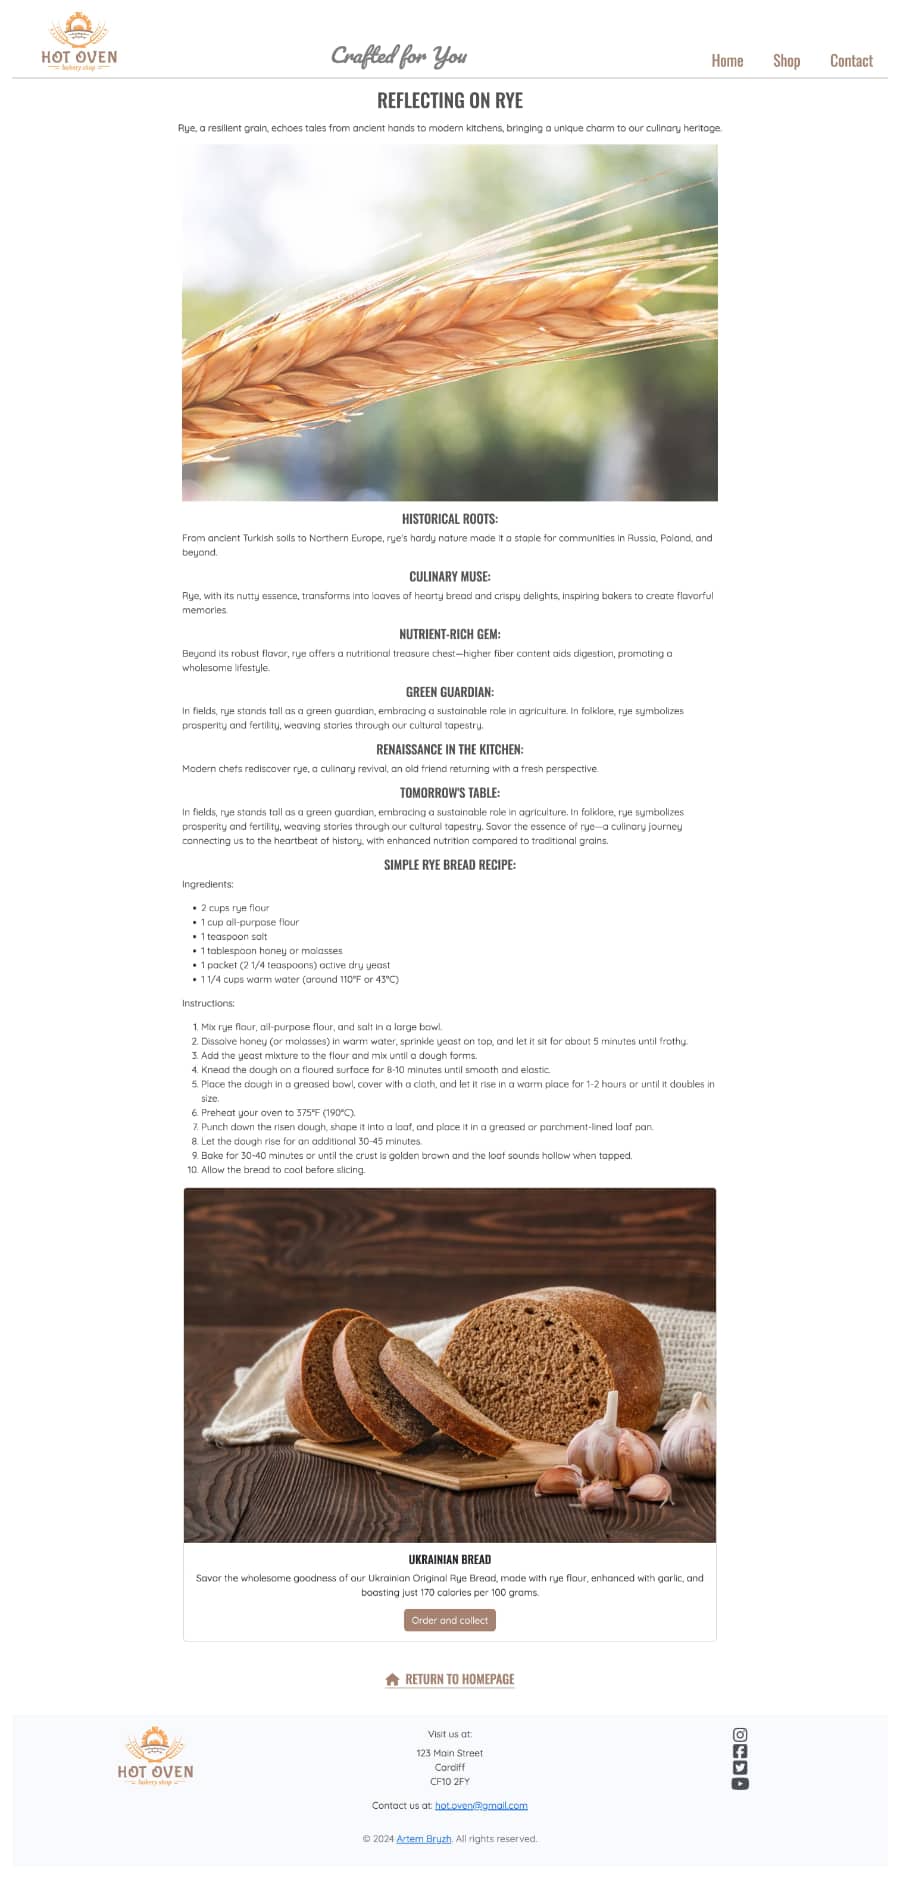 HOT OVEN
bakery shop
Crafted for You
Home
Shop
Contact
REFLECTING ON RYE
Rye, a resilient grain, echoes tales from ancient hands to modern kitchens, bringing a unique charm to our culinary heritage.
HISTORICAL ROOTS:
From ancient Turkish soils to Northern Europe, rye's hardy nature made it a staple for communities in Russia, Poland, and
beyond.
CULINARY MUSE:
Rye, with its nutty essence, transforms into loaves of hearty bread and crispy delights, inspiring bakers to create flavorful
memories.
NUTRIENT-RICH GEM:
Beyond its robust flavor, rye offers a nutritional treasure chest—higher fiber content aids digestion, promoting a
wholesome lifestyle.
GREEN GUARDIAN:
In fields, rye stands tall as a green guardian, embracing a sustainable role in agriculture. In folklore, rye symbolizes
prosperity and fertility, weaving stories through our cultural tapestry.
RENAISSANCE IN THE KITCHEN:
Modern chefs rediscover rye, a culinary revival, an old friend returning with a fresh perspective.
TOMORROW'S TABLE:
In fields, rye stands tall as a green guardian, embracing a sustainable role in agriculture. In folklore, rye symbolizes
prosperity and fertility, weaving stories through our cultural tapestry. Savor the essence of rye—a culinary journey
connecting us to the heartbeat of history, with enhanced nutrition compared to traditional grains.
SIMPLE RYE BREAD RECIPE:
Ingredients:
• 2 cups rye flour
• 1 cup all-purpose flour
• 1 teaspoon salt
• 1 tablespoon honey or molasses
• 1 packet (2 1/4 teaspoons) active dry yeast
• 1 1/4 cups warm water (around 110°F or 43°C)
Instructions:
1. Mix rye flour, all-purpose flour, and salt in a large bowl.
2. Dissolve honey (or molasses) in warm water, sprinkle yeast on top, and let it sit for about 5 minutes until frothy.
3. Add the yeast mixture to the flour and mix until a dough forms.
4. Knead the dough on a floured surface for 8-10 minutes until smooth and elastic.
5. Place the dough in a greased bowl, cover with a cloth, and let it rise in a warm place for 1-2 hours or until it doubles in
size.
6. Preheat your oven to 375°F (190°C).
7. Punch down the risen dough, shape it into a loaf, and place it in a greased or parchment-lined loaf pan.
8. Let the dough rise for an additional 30-45 minutes.
9. Bake for 30-40 minutes or until the crust is golden brown and the loaf sounds hollow when tapped.
10. Allow the bread to cool before slicing.
UKRAINIAN BREAD
Savor the wholesome goodness of our Ukrainian Original Rye Bread, made with rye flour, enhanced with garlic, and
boasting just 170 calories per 100 grams.
Order and collect
RETURN TO HOMEPAGE
HOT OVEN
bakery shop
Visit us at:
123 Main Street
Cardiff
CF10 2FY
Contact us at: hot.oven@gmail.com
© 2024 Artem Bruzh. All rights reserved.